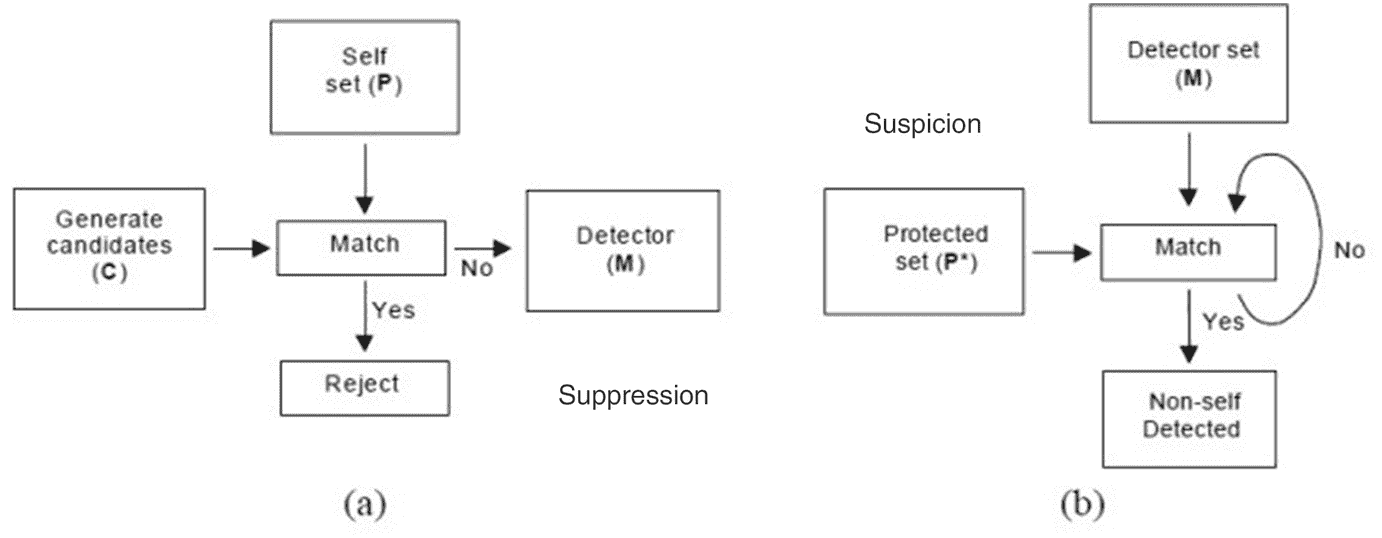 Self
set (P)
Generate
candidates
(C)
Match
No
Detector
(M)
Yes
Reject
Suppression
(a)
Detector set
(M)
Suspicion
Protected
set (P*)
Match
No
Yes
Non-self
Detected
(b)